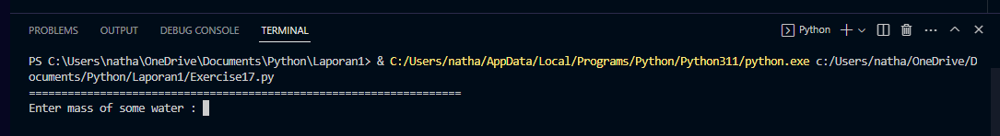 PROBLEMS OUTPUT DEBUG CONSOLE TERMINAL Python
PS C:\Users\natha\OneDrive\Documents\Python\Laporan1> & C:/Users/natha/AppData/Local/Programs/Python/Python311/python.exe c:/Users/natha/OneDrive/D
ocuments/Python/Laporan1/Exercise17.py
===================================================================
Enter mass of some water :